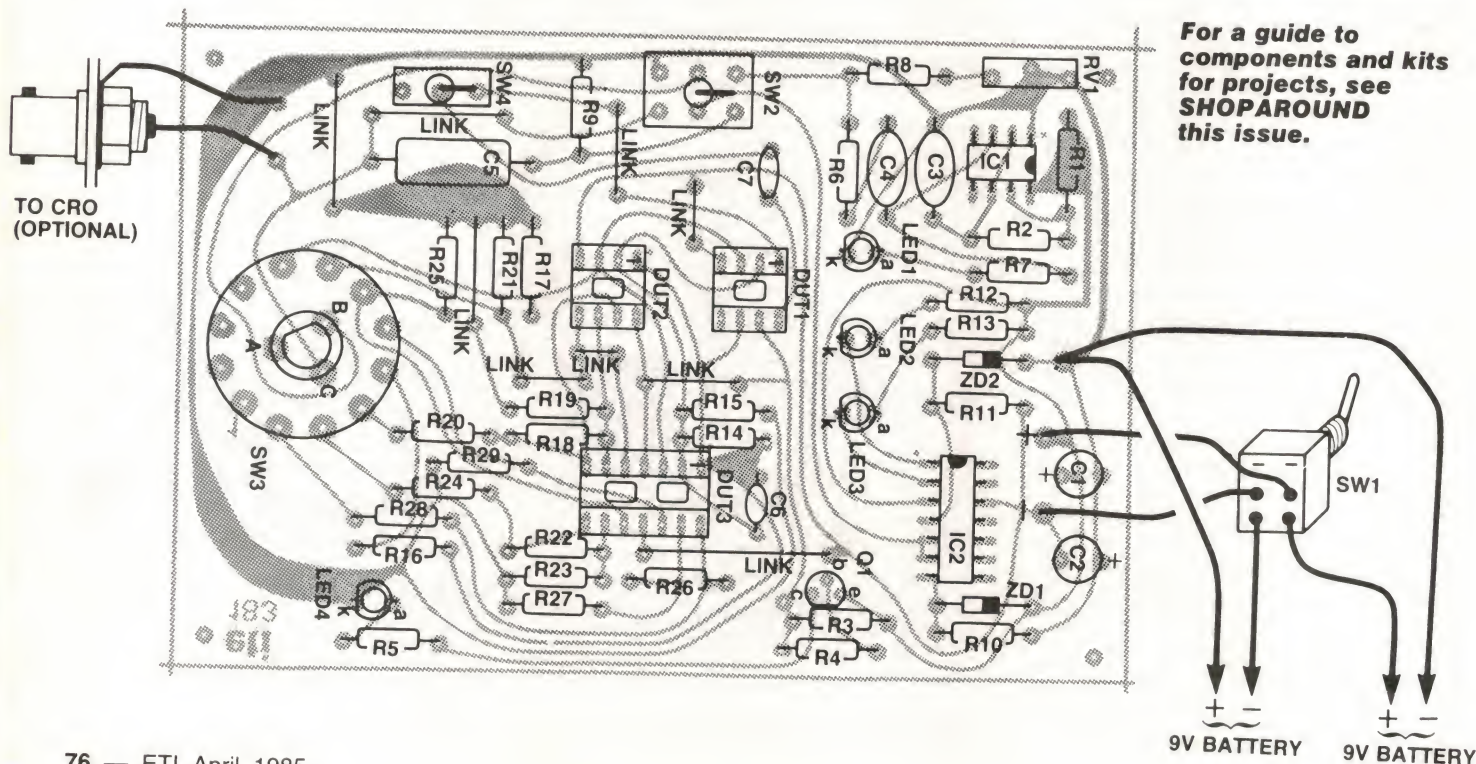 For a guide to
components and kits
for projects, see
SHOPAROUND
this issue.
TO CRO
(OPTIONAL)
LINK
SW4
LINK
C5
R9
LINK
SW2
C7
LINK
R8
RV1
R6
C4
C3
IC1
R1
R2
R7
LED1
k
a
R25
LINK
R21
R17
DUT2
+
DUT1
+
R12
R13
LED2
k
a
ZD2
R11
A
B
C
SW3
LINK
LINK
LINK
R19
R18
R15
R14
R20
R29
R24
R28
R16
DUT3
+
C6
LED3
k
a
IC2
+
−
C1
+
C2
+
SW1
R22
R23
R27
LINK
R26
Q1
b
c
e
R3
R4
ZD1
R10
LED4
k
a
R5
+ −
9V BATTERY
+ −
9V BATTERY
76 — ETI April 1985